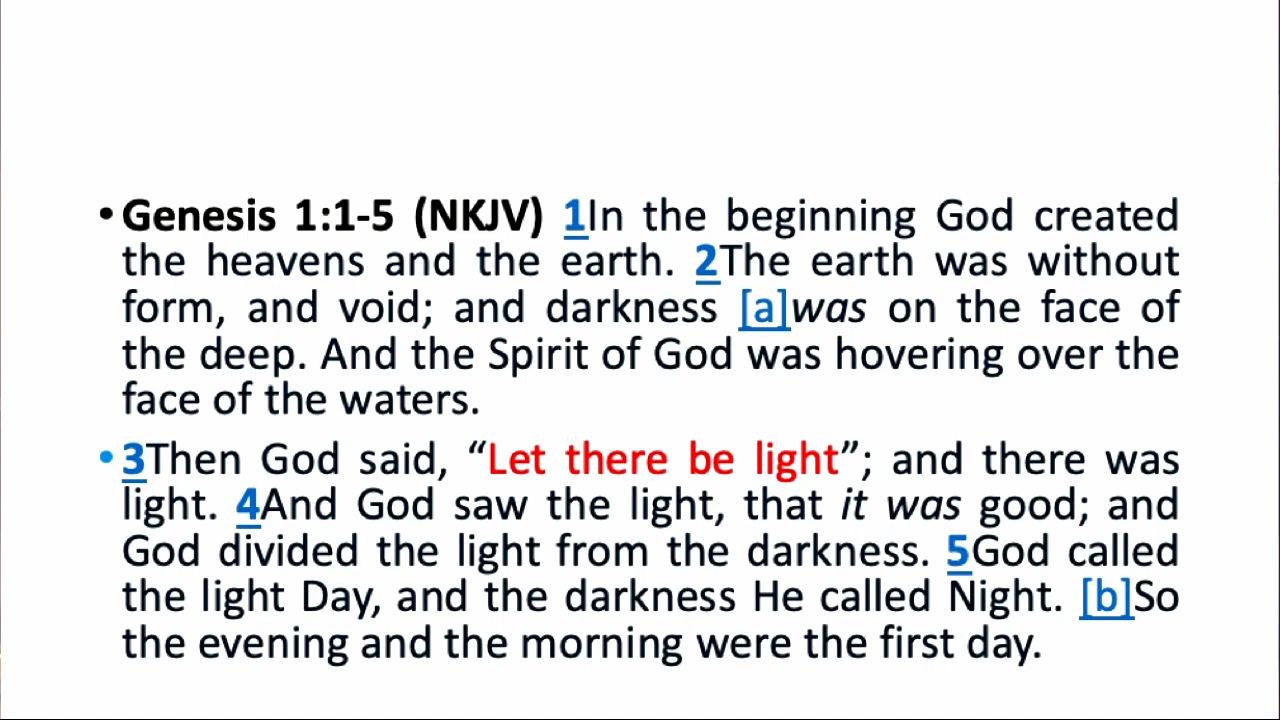 • Genesis 1:1-5 (NKJV) 1In the beginning God created
the heavens and the earth. 2The earth was without
form, and void; and darkness [a]was on the face of
the deep. And the Spirit of God was hovering over the
face of the waters.
• 3Then God said, “Let there be light”; and there was
light. 4And God saw the light, that it was good; and
God divided the light from the darkness. 5God called
the light Day, and the darkness He called Night. [b]So
the evening and the morning were the first day.